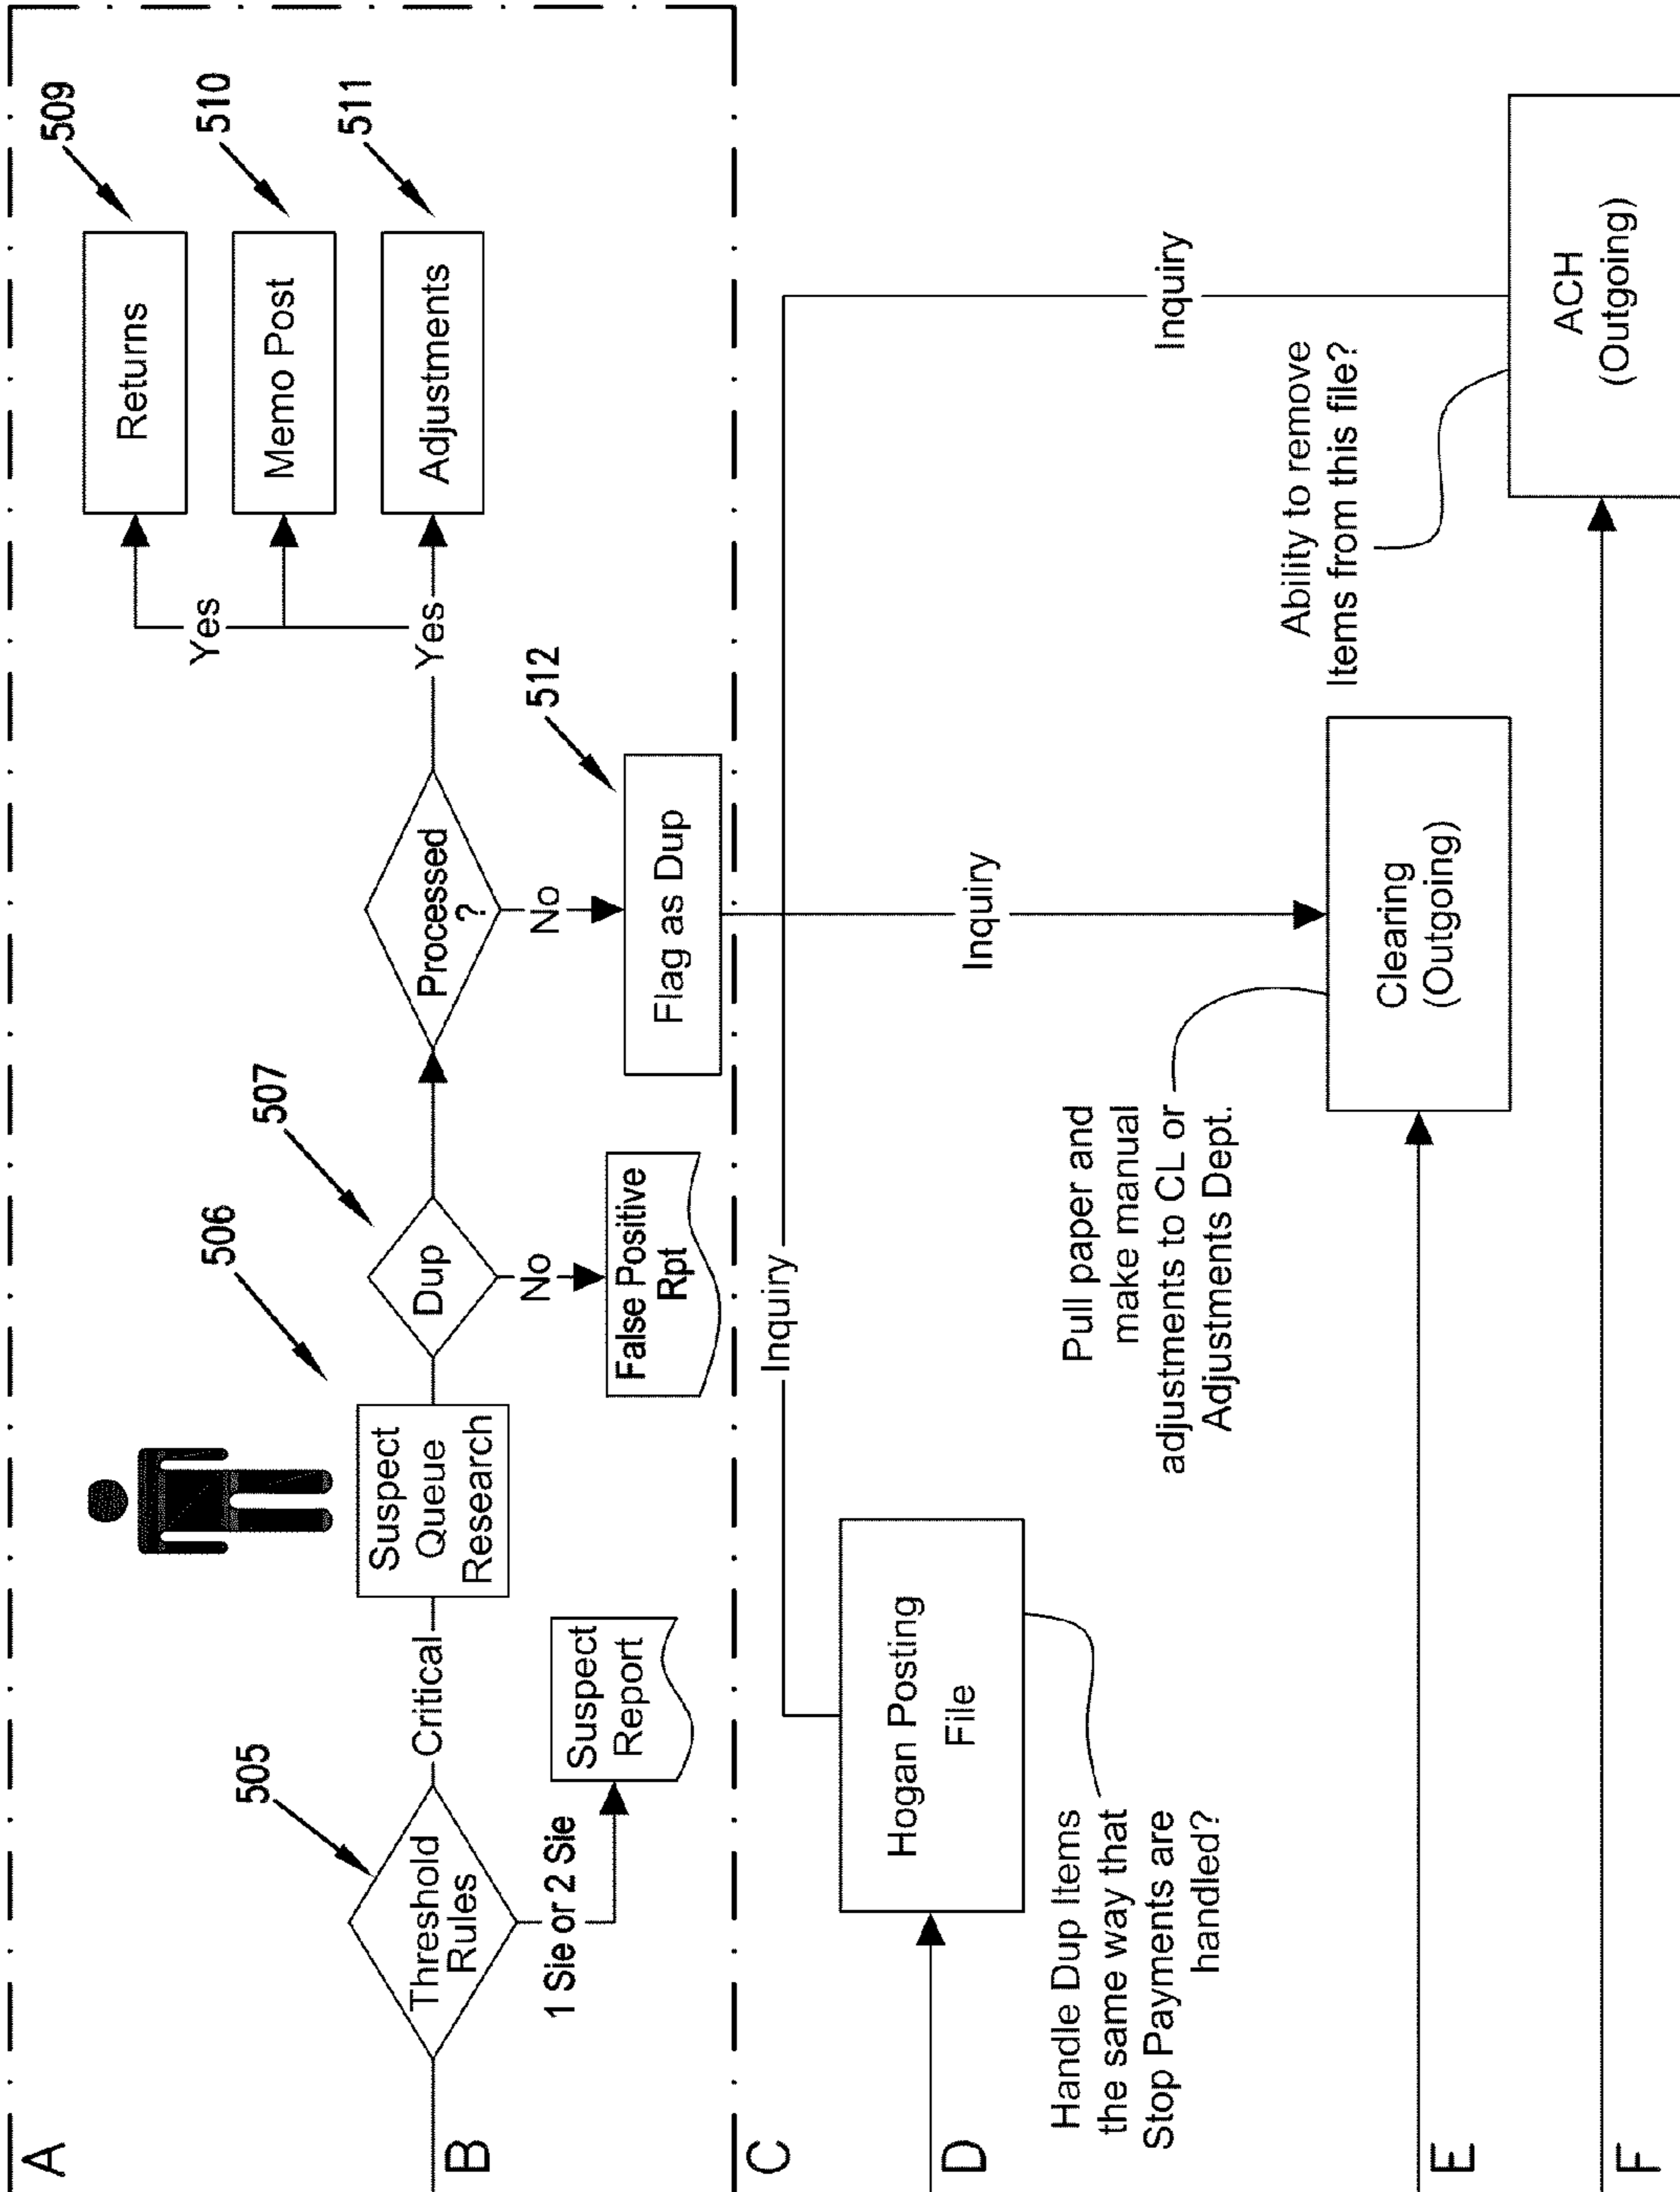 A
509
Returns
510
Yes
Memo Post
511
B
505
Threshold
Rules
Critical
506
Suspect
Queue
Research
507
Dup
Processed
?
Yes
Adjustments
1 Sie or 2 Sie
Suspect
Report
No
False Positive
Rpt
No
512
Flag as Dup
C
Inquiry
D
Hogan Posting
File
Inquiry
Inquiry
Handle Dup Items
the same way that
Stop Payments are
handled?
Pull paper and
make manual
adjustments to CL or
Adjustments Dept.
Ability to remove
Items from this file?
E
Clearing
(Outgoing)
F
ACH
(Outgoing)